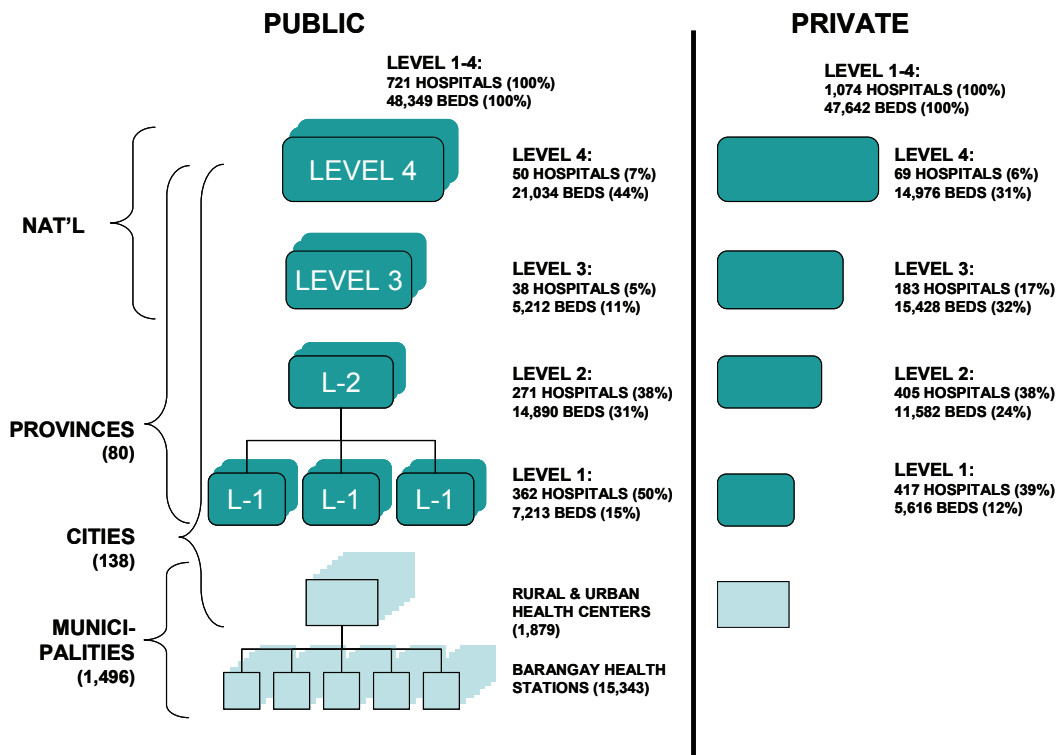 PUBLIC
PRIVATE
LEVEL 1-4:
721 HOSPITALS (100%)
48,349 BEDS (100%)
LEVEL 1-4:
1,074 HOSPITALS (100%)
47,642 BEDS (100%)
NAT'L
PROVINCES
(80)
CITIES
(138)
MUNICI-
PALITIES
(1,496)
LEVEL 4
LEVEL 4:
50 HOSPITALS (7%)
21,034 BEDS (44%)
LEVEL 4:
69 HOSPITALS (6%)
14,976 BEDS (31%)
LEVEL 3
LEVEL 3:
38 HOSPITALS (5%)
5,212 BEDS (11%)
LEVEL 3:
183 HOSPITALS (17%)
15,428 BEDS (32%)
L-2
LEVEL 2:
271 HOSPITALS (38%)
14,890 BEDS (31%)
LEVEL 2:
405 HOSPITALS (38%)
11,582 BEDS (24%)
L-1
L-1
L-1
LEVEL 1:
362 HOSPITALS (50%)
7,213 BEDS (15%)
LEVEL 1:
417 HOSPITALS (39%)
5,616 BEDS (12%)
RURAL & URBAN
HEALTH CENTERS
(1,879)
BARANGAY HEALTH
STATIONS (15,343)